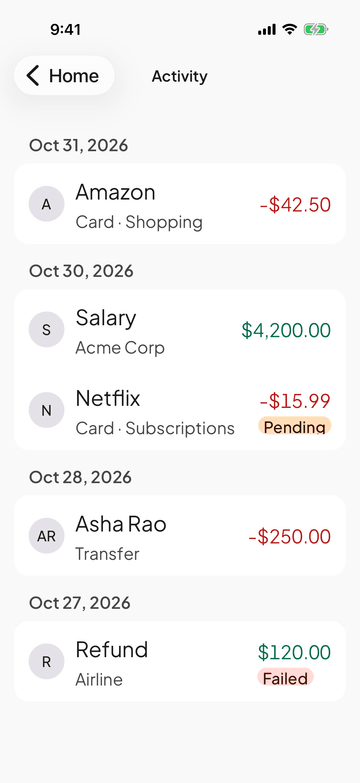 9:41
Home
Activity
Oct 31, 2026
A
Amazon
-$42.50
Card · Shopping
Oct 30, 2026
S
Salary
$4,200.00
Acme Corp
N
Netflix
-$15.99
Card · Subscriptions
Pending
Oct 28, 2026
AR
Asha Rao
-$250.00
Transfer
Oct 27, 2026
R
Refund
$120.00
Airline
Failed